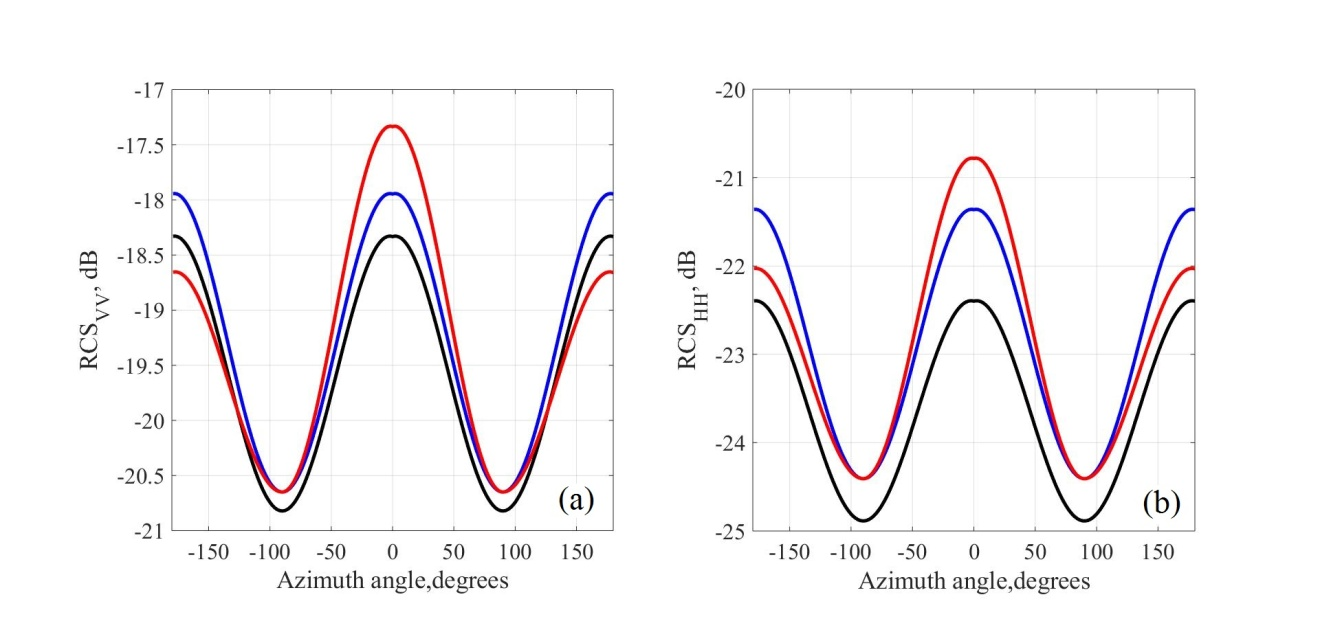 RCS_VV, dB
-17
-17.5
-18
-18.5
-19
-19.5
-20
-20.5
-21
-150 -100 -50 0 50 100 150
Azimuth angle,degrees
(a)
RCS_HH, dB
-20
-21
-22
-23
-24
-25
-150 -100 -50 0 50 100 150
Azimuth angle,degrees
(b)